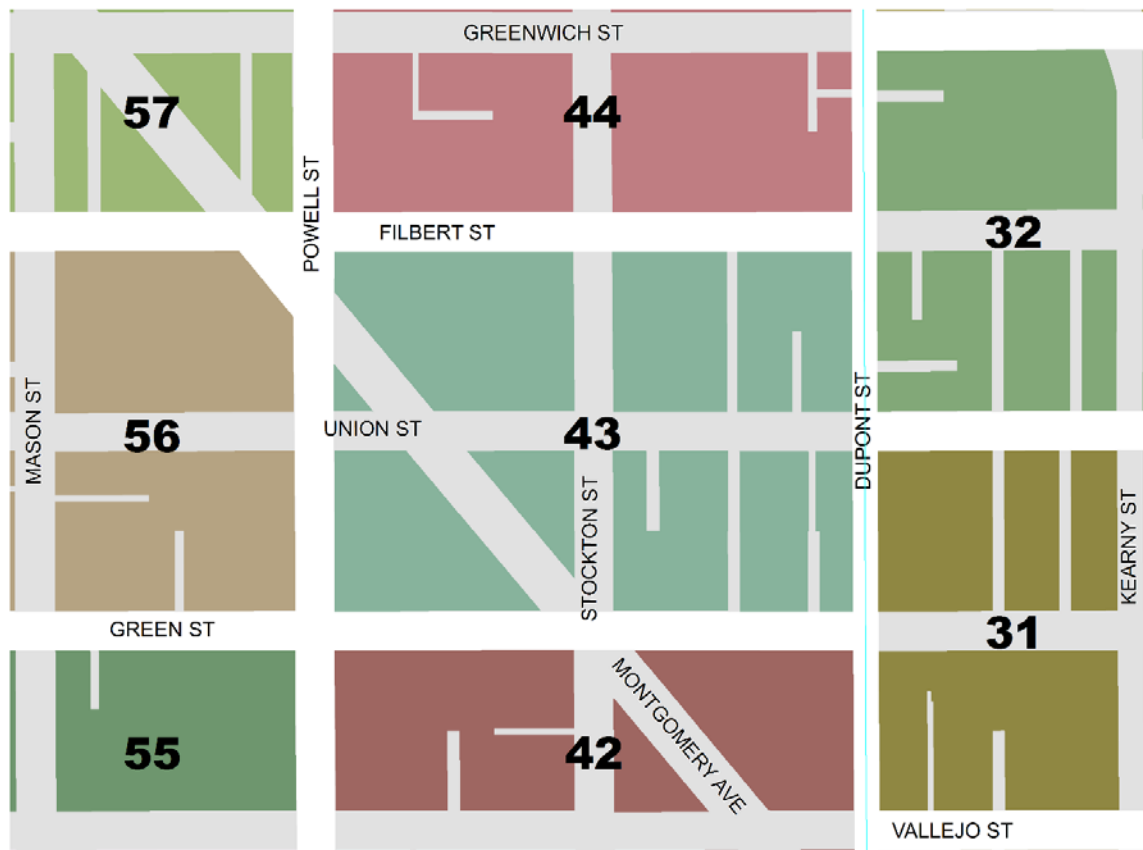 GREENWICH ST
57
44
POWELL ST
FILBERT ST
32
MASON ST
56
UNION ST
43
DUPONT ST
STOCKTON ST
KEARNY ST
GREEN ST
31
MONTGOMERY AVE
55
42
VALLEJO ST